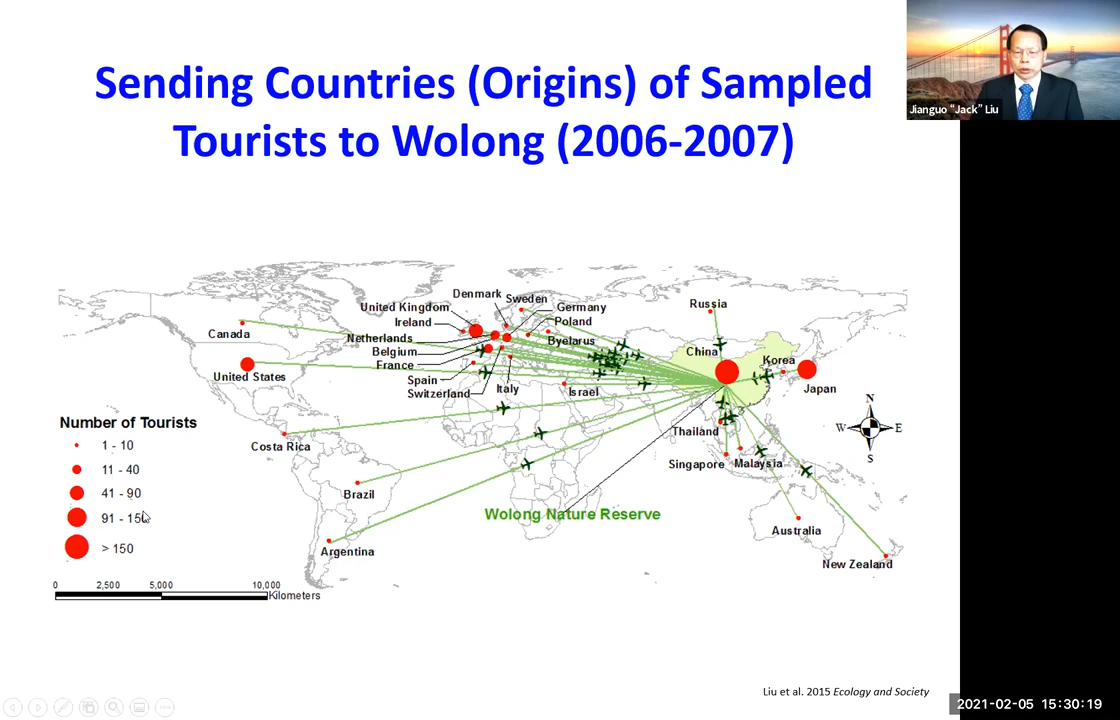 Sending Countries (Origins) of Sampled
Tourists to Wolong (2006-2007)
Jianguo "Jack" Liu
Canada
United States
Costa Rica
Brazil
Argentina
United Kingdom
Ireland
Netherlands
Belgium
France
Spain
Switzerland
Denmark
Sweden
Germany
Poland
Byelarus
Italy
Israel
Russia
China
Korea
Japan
Thailand
Singapore
Malaysia
Australia
New Zealand
Wolong Nature Reserve
N
W
E
S
Number of Tourists
1 - 10
11 - 40
41 - 90
91 - 150
> 150
0 2,500 5,000 10,000
Kilometers
Liu et al. 2015 Ecology and Society
2021-02-05 15:30:19